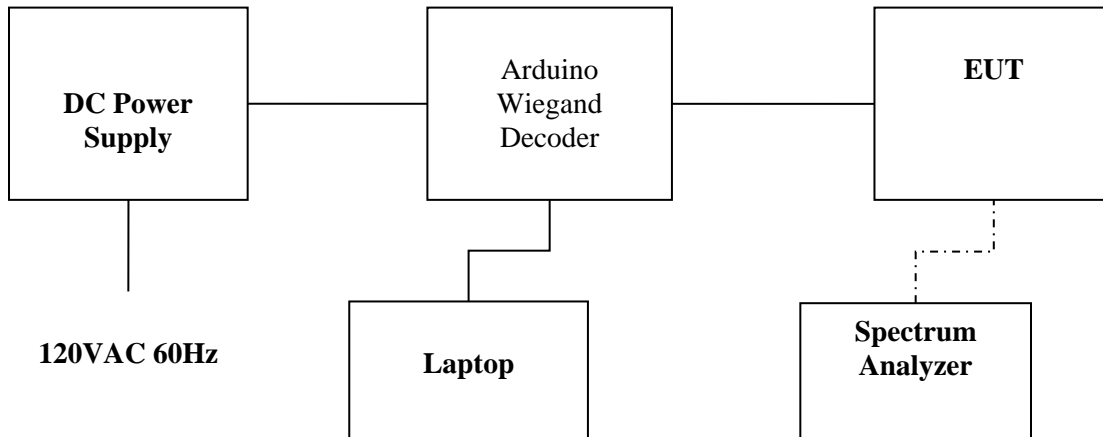 DC Power
Supply
Arduino
Wiegand
Decoder
EUT
120VAC 60Hz
Laptop
Spectrum
Analyzer